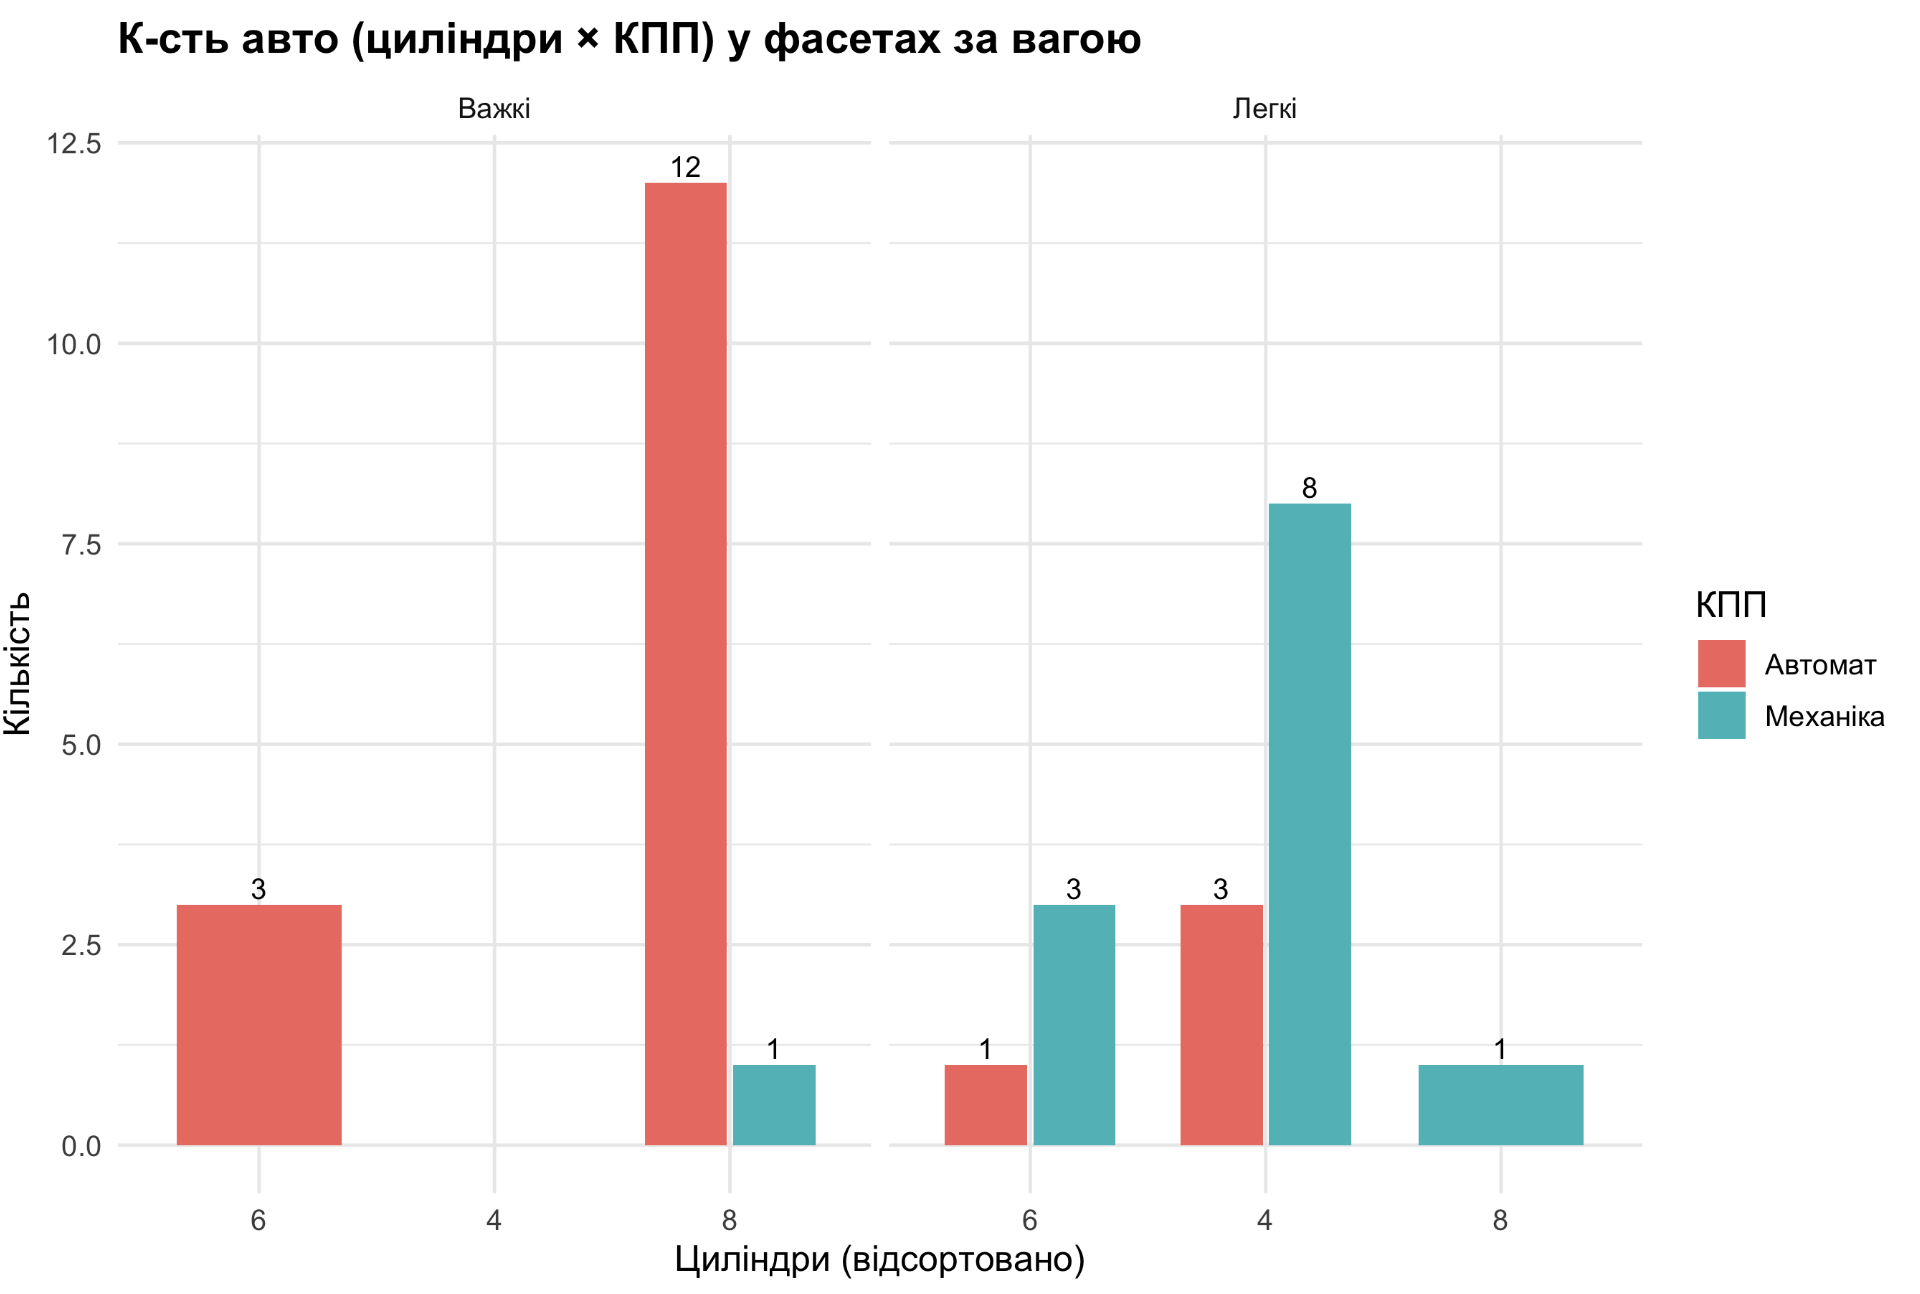 К-сть авто (циліндри × КПП) у фасетах за вагою
Важкі
Легкі
12.5
10.0
7.5
5.0
2.5
0.0
Кількість
3
12
1
1
3
3
8
1
6
4
8
6
4
8
Циліндри (відсортовано)
КПП
Автомат
Механіка